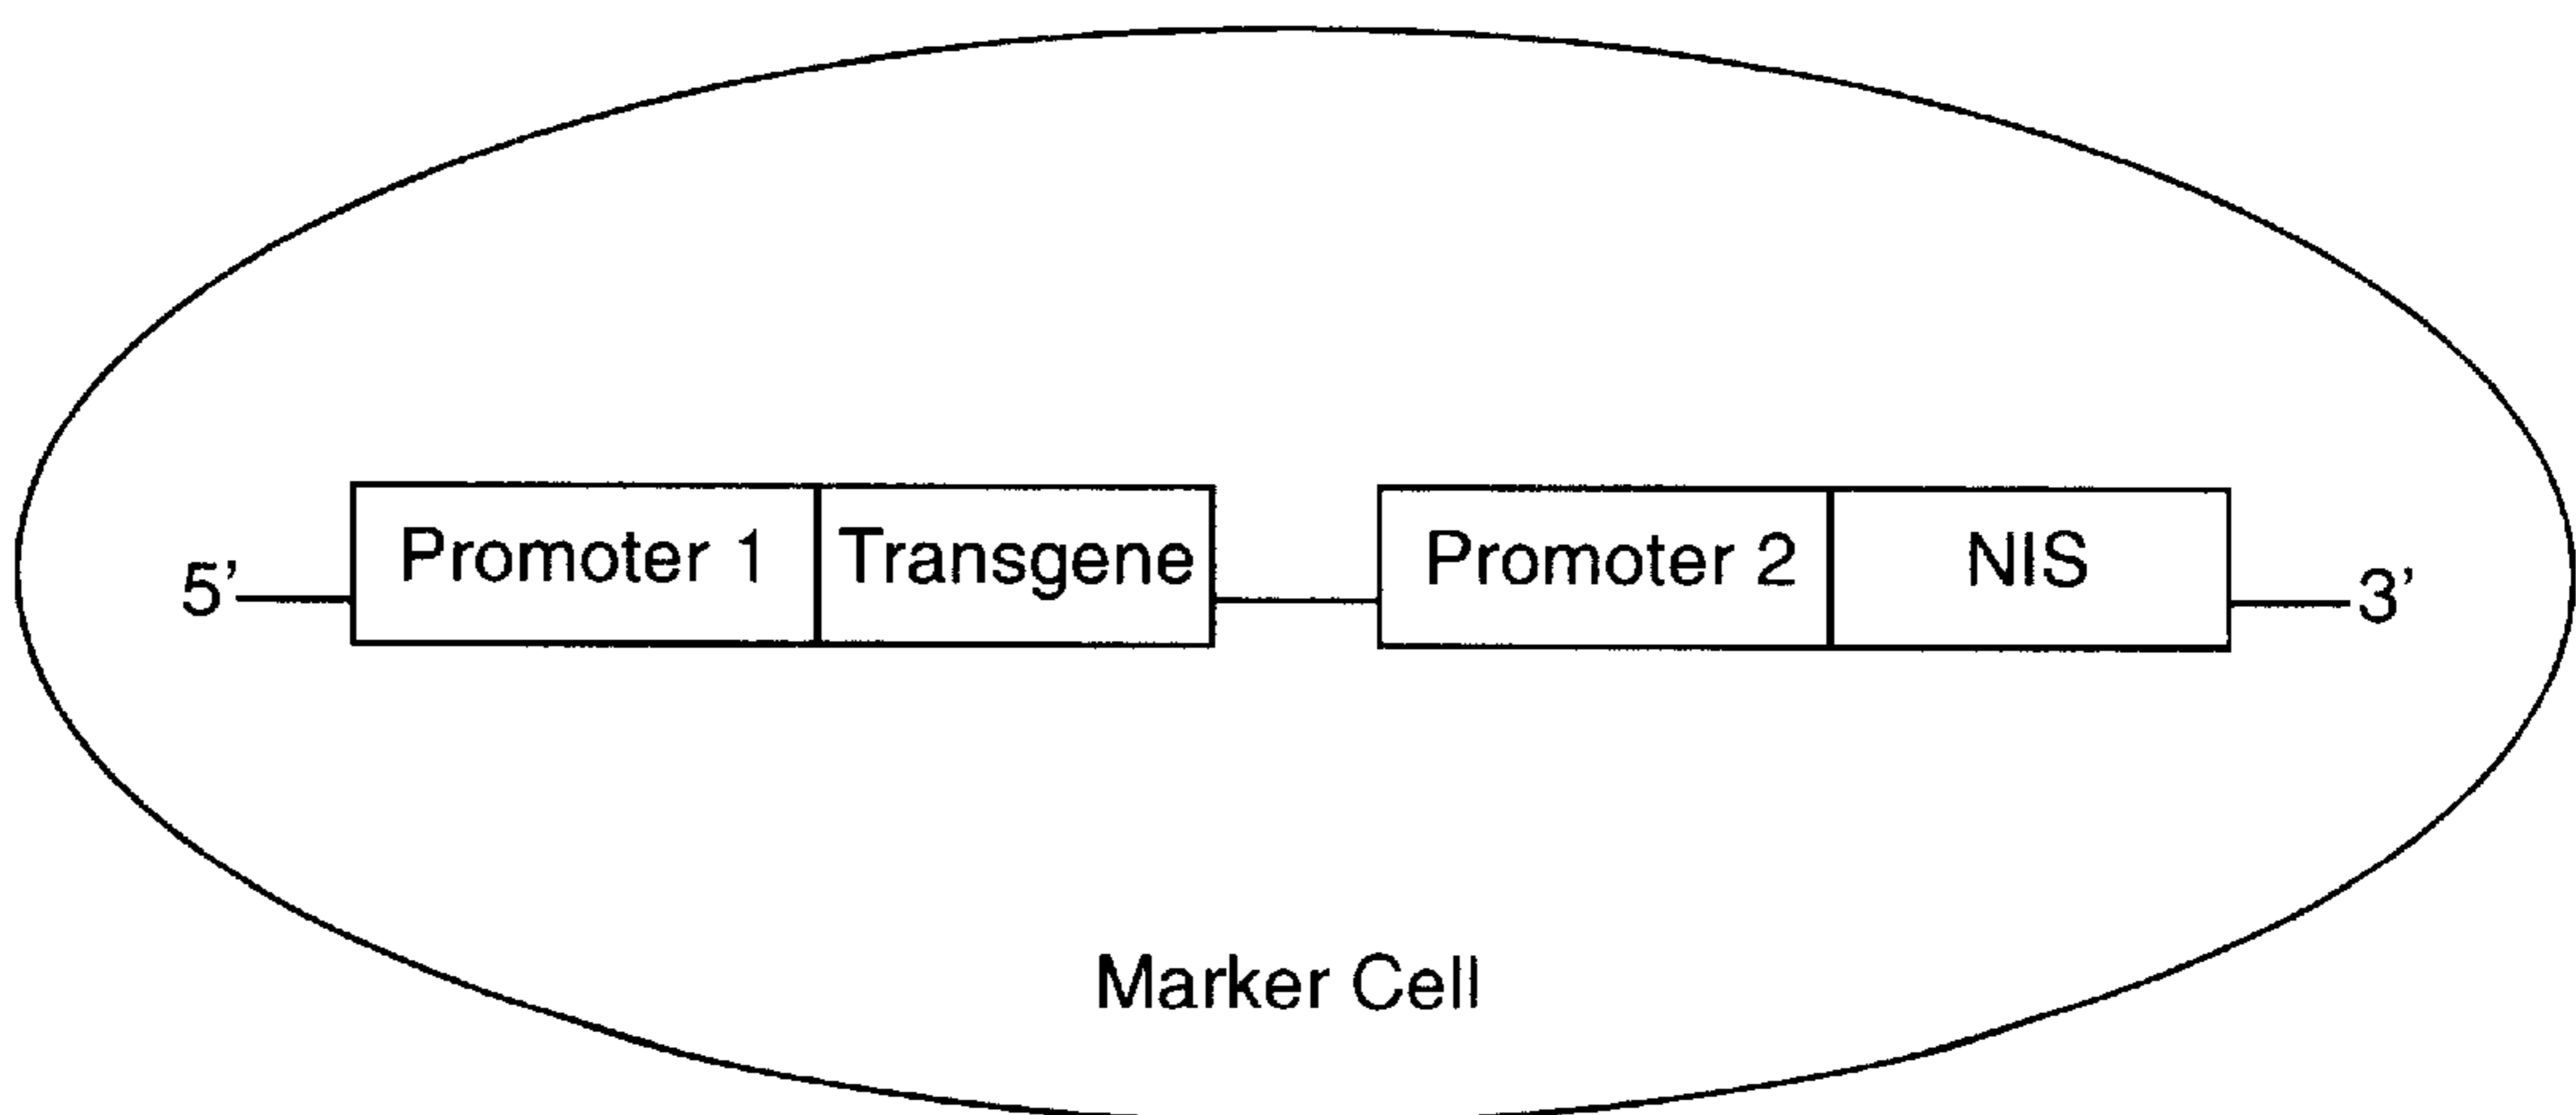 5’ Promoter 1 Transgene Promoter 2 NIS 3’
Marker Cell